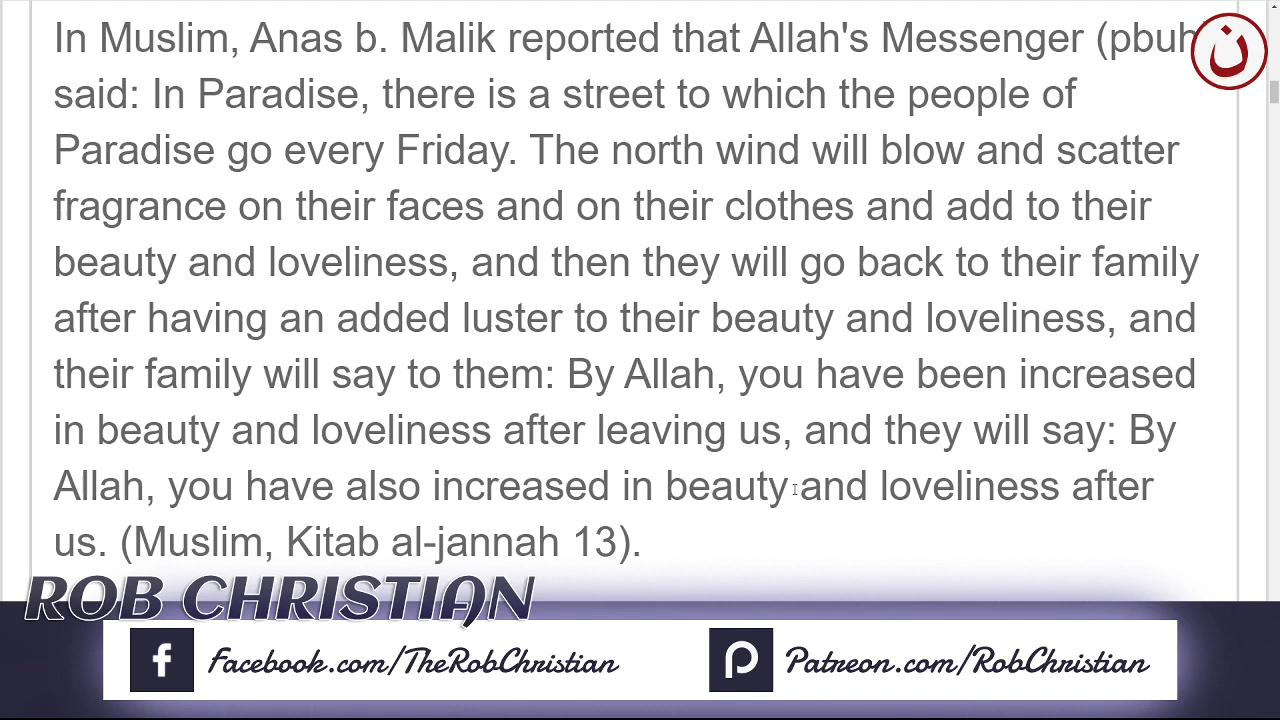 In Muslim, Anas b. Malik reported that Allah's Messenger (pbuh)
said: In Paradise, there is a street to which the people of
Paradise go every Friday. The north wind will blow and scatter
fragrance on their faces and on their clothes and add to their
beauty and loveliness, and then they will go back to their family
after having an added luster to their beauty and loveliness, and
their family will say to them: By Allah, you have been increased
in beauty and loveliness after leaving us, and they will say: By
Allah, you have also increased in beauty and loveliness after
us. (Muslim, Kitab al-jannah 13).
ن
ROB CHRISTIAN
Facebook.com/TheRobChristian
Patreon.com/RobChristian